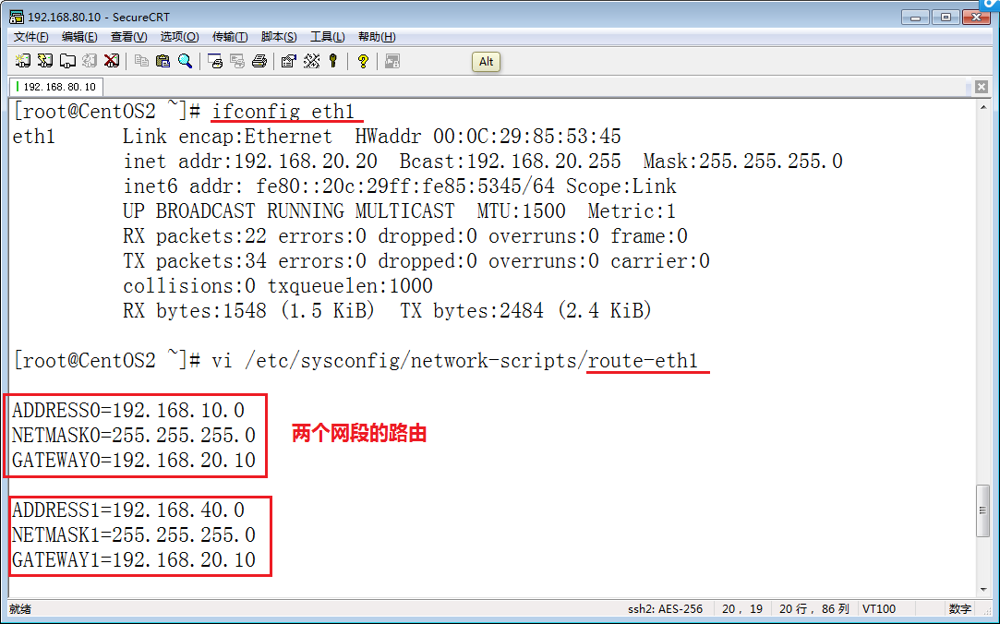 192.168.80.10 - SecureCRT
文件(F) 编辑(E) 查看(V) 选项(O) 传输(T) 脚本(S) 工具(L) 帮助(H)
Alt
192.168.80.10
[root@CentOS2 ~]# ifconfig eth1
eth1 Link encap:Ethernet HWaddr 00:0C:29:85:53:45
inet addr:192.168.20.20 Bcast:192.168.20.255 Mask:255.255.255.0
inet6 addr: fe80::20c:29ff:fe85:5345/64 Scope:Link
UP BROADCAST RUNNING MULTICAST MTU:1500 Metric:1
RX packets:22 errors:0 dropped:0 overruns:0 frame:0
TX packets:34 errors:0 dropped:0 overruns:0 carrier:0
collisions:0 txqueuelen:1000
RX bytes:1548 (1.5 KiB) TX bytes:2484 (2.4 KiB)
[root@CentOS2 ~]# vi /etc/sysconfig/network-scripts/route-eth1
ADDRESS0=192.168.10.0
NETMASK0=255.255.255.0
GATEWAY0=192.168.20.10
两个网段的路由
ADDRESS1=192.168.40.0
NETMASK1=255.255.255.0
GATEWAY1=192.168.20.10
就绪 ssh2: AES-256 20, 19 20 行, 86 列 VT100 数字